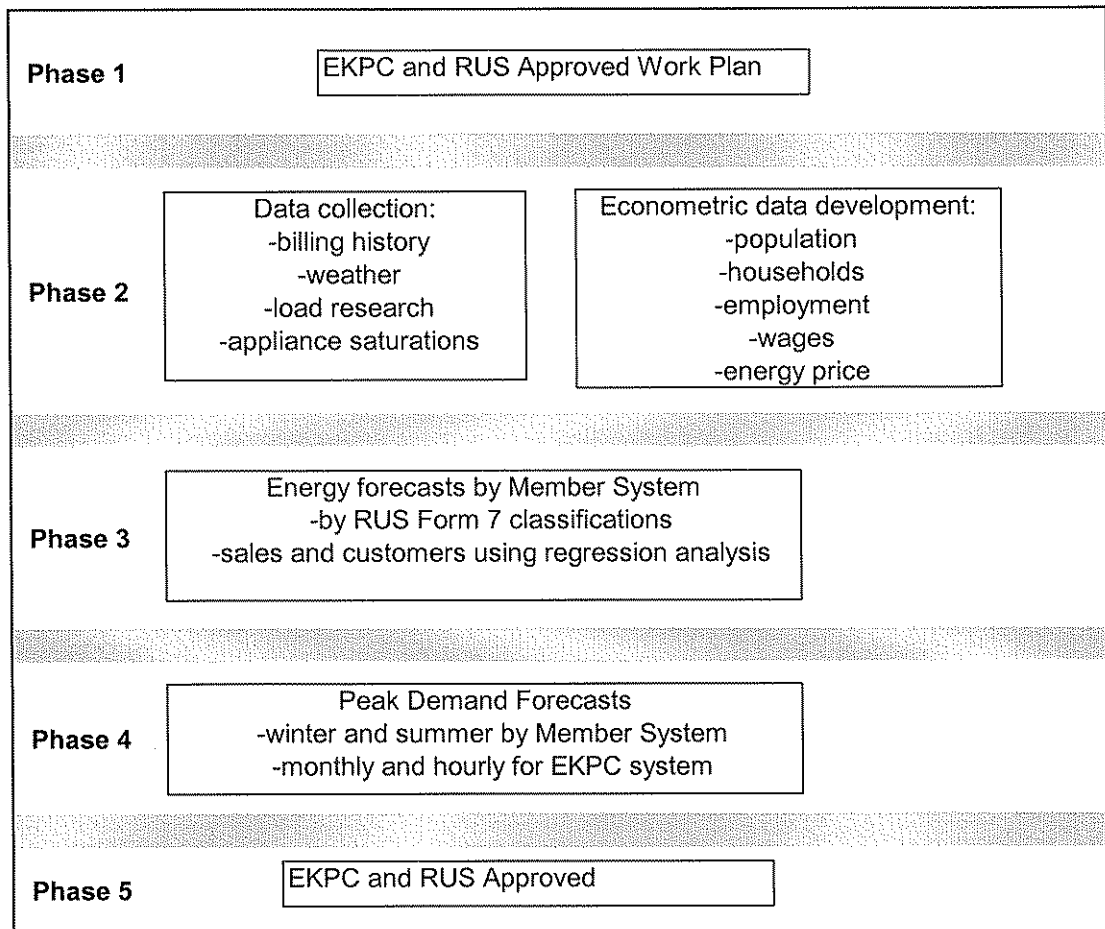 Phase 1
EKPC and RUS Approved Work Plan
Phase 2
Data collection:
-billing history
-weather
-load research
-appliance saturations
Econometric data development:
-population
-households
-employment
-wages
-energy price
Phase 3
Energy forecasts by Member System
-by RUS Form 7 classifications
-sales and customers using regression analysis
Phase 4
Peak Demand Forecasts
-winter and summer by Member System
-monthly and hourly for EKPC system
Phase 5
EKPC and RUS Approved